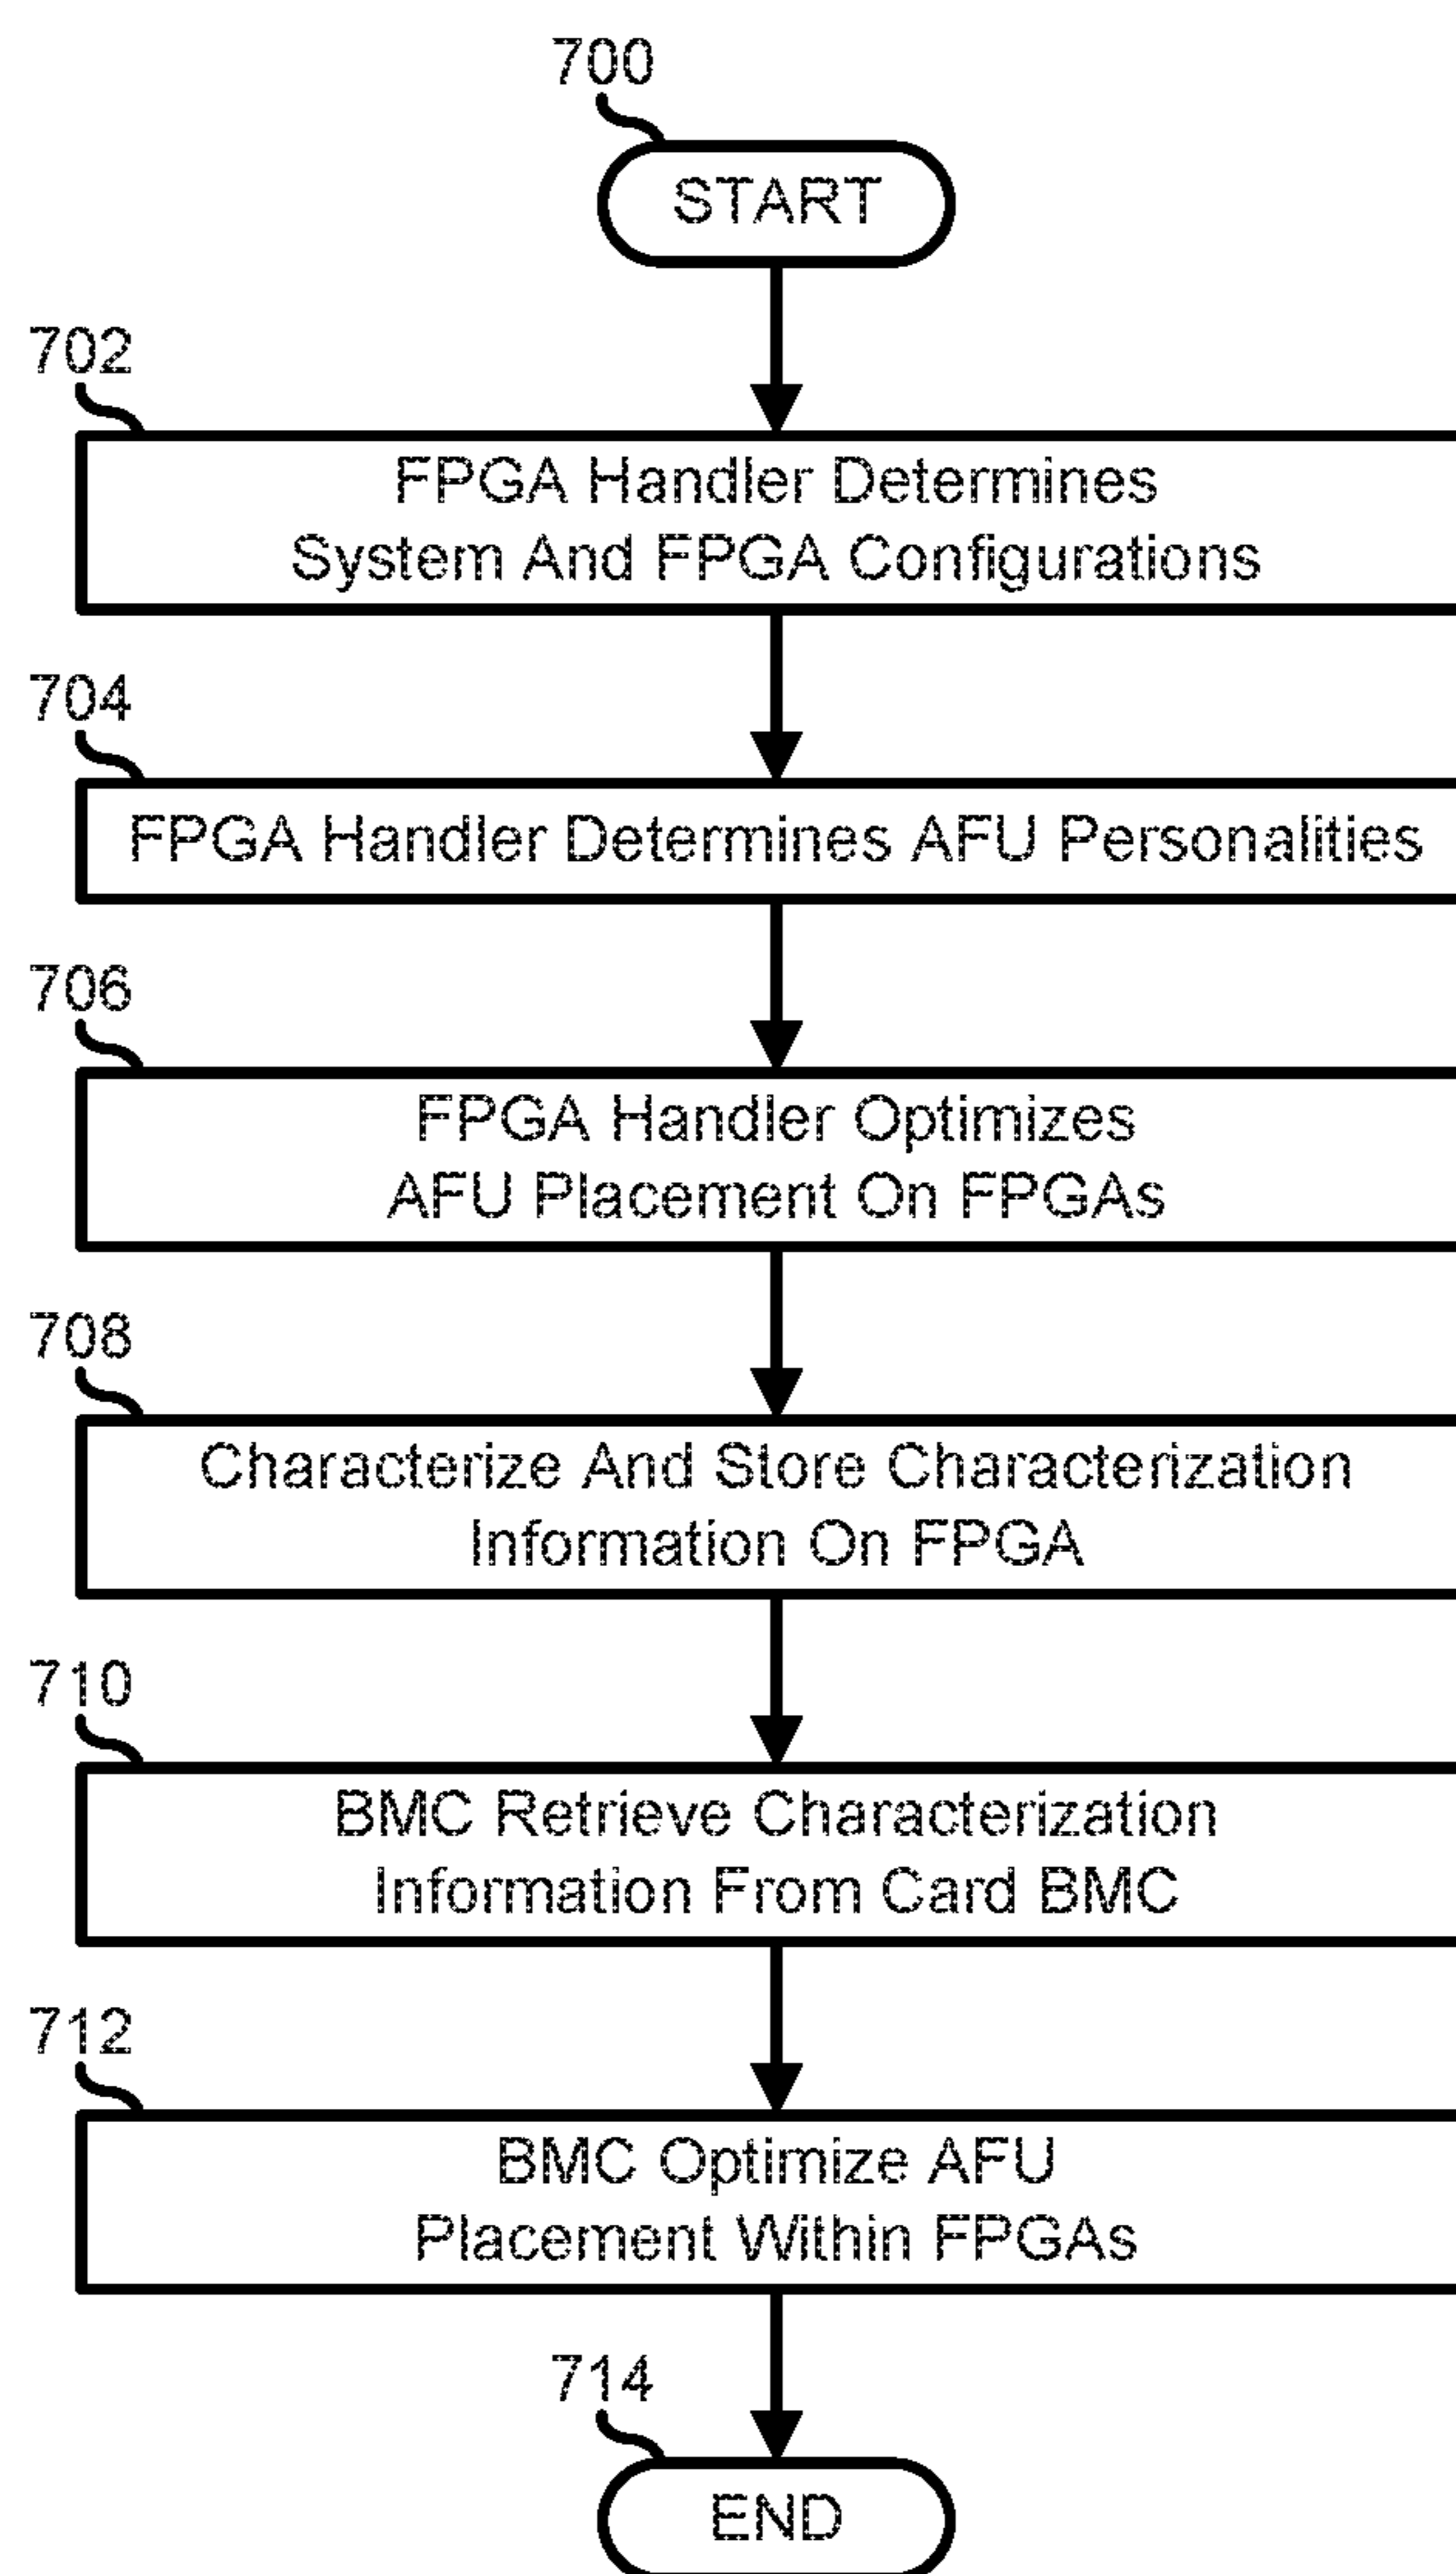 700
START
702
FPGA Handler Determines
System And FPGA Configurations
704
FPGA Handler Determines AFU Personalities
706
FPGA Handler Optimizes
AFU Placement On FPGAs
708
Characterize And Store Characterization
Information On FPGA
710
BMC Retrieve Characterization
Information From Card BMC
712
BMC Optimize AFU
Placement Within FPGAs
714
END